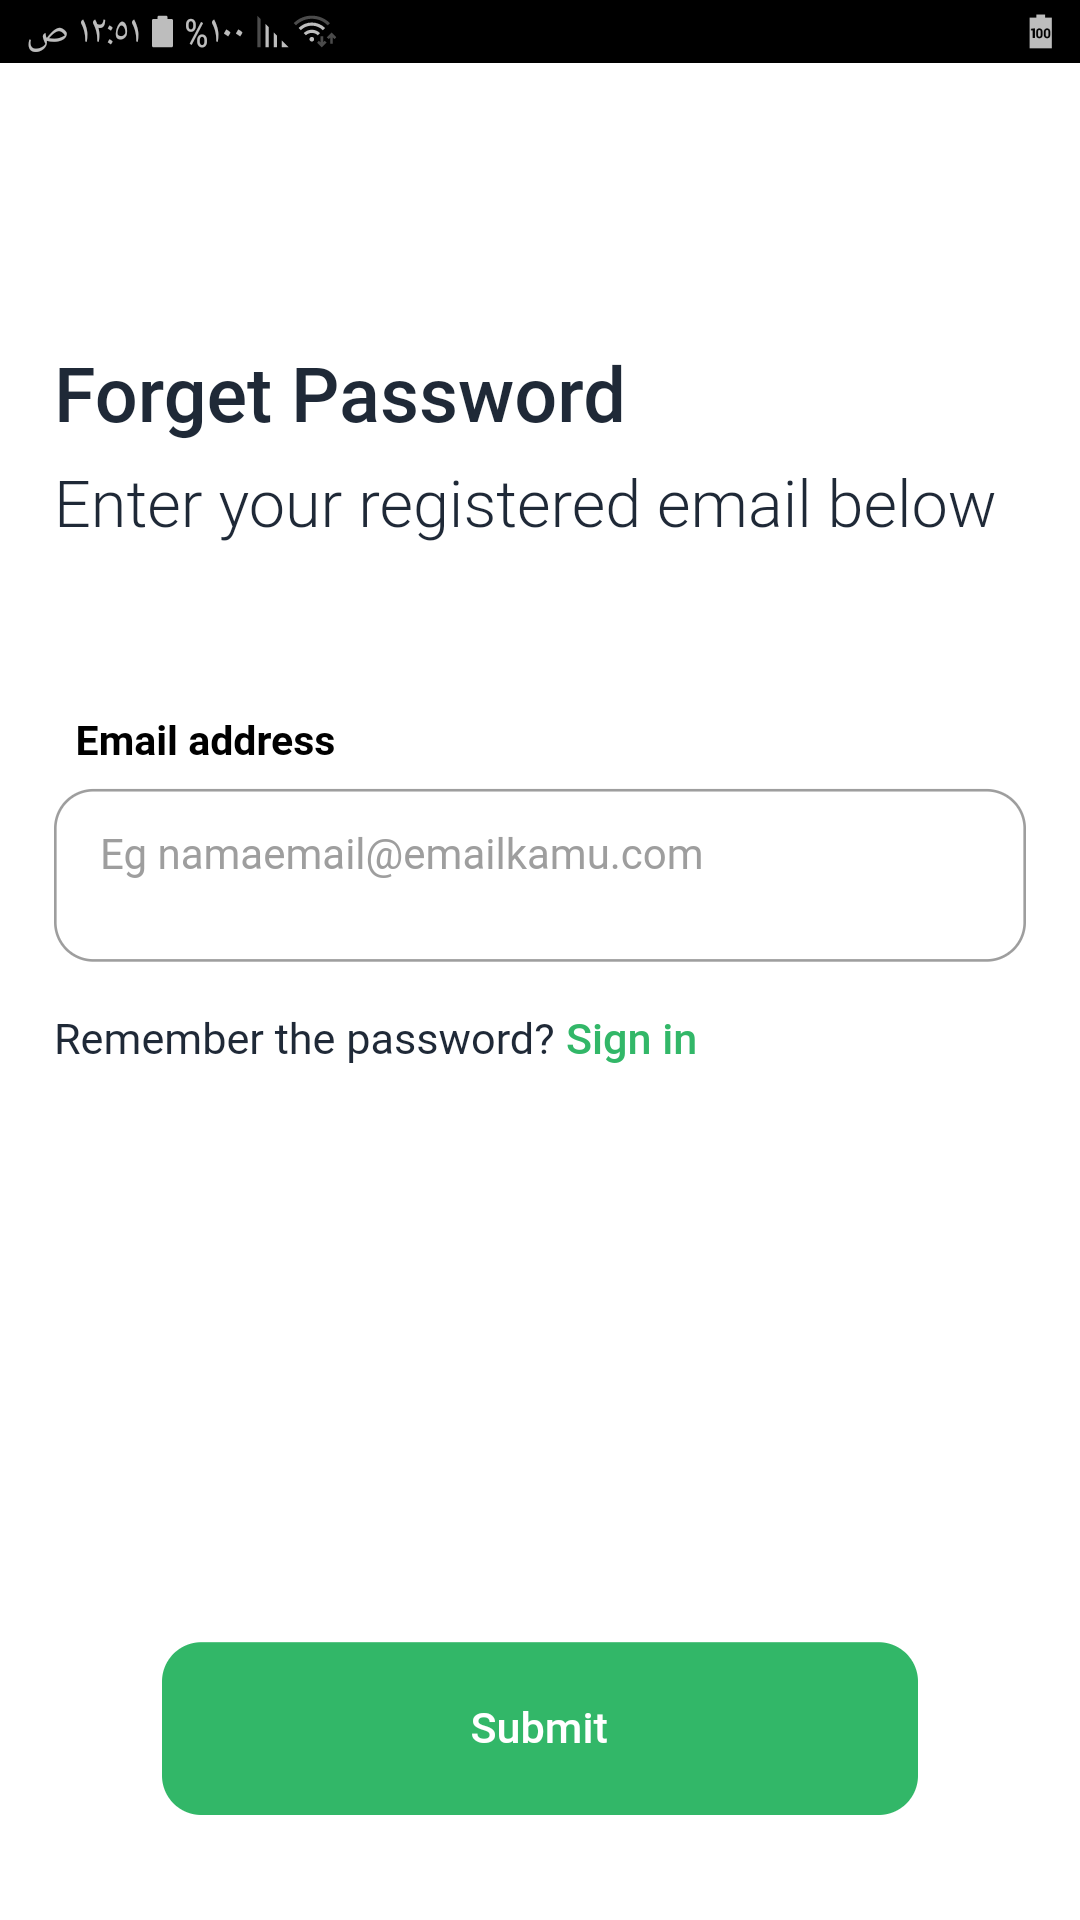 ص ١٢:٥١ %١٠٠ 100
Forget Password
Enter your registered email below
Email address
Eg namaemail@emailkamu.com
Remember the password? Sign in
Submit